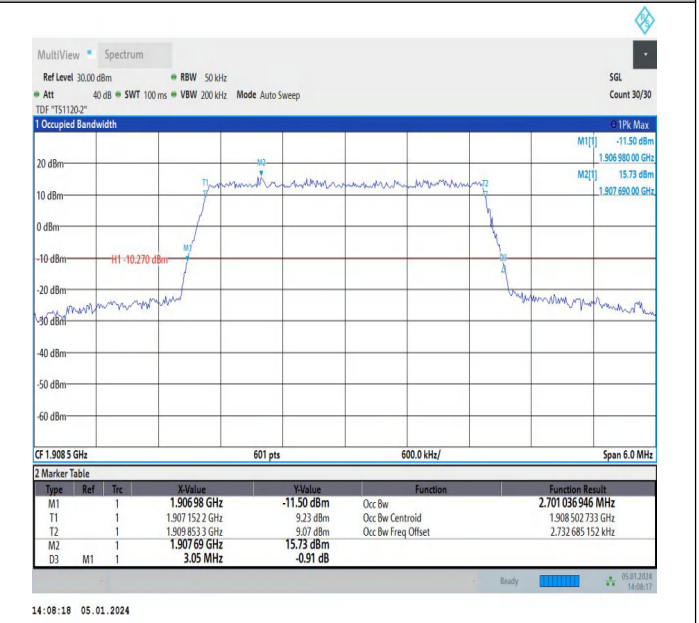 MultiView Spectrum
Ref Level 30.00 dBm RBW 50 kHz SGL
Att 40 dB SWT 100 ms VBW 200 kHz Mode Auto Sweep Count 30/30
TDF "TS1120-2"
1 Occupied Bandwidth 1Pk Max
M1[1] -11.50 dBm
1.906 980 00 GHz
M2[1] 15.73 dBm
1.907 690 00 GHz
20 dBm
M2
T1
T2
10 dBm
0 dBm
M1
D3
-10 dBm
H1 -10.270 dBm
-20 dBm
-30 dBm
-40 dBm
-50 dBm
-60 dBm
CF 1.908 5 GHz 601 pts 600.0 kHz/ Span 6.0 MHz
2 Marker Table
Type Ref Trc X-Value Y-Value Function Function Result
M1 1 1.906 98 GHz -11.50 dBm Occ Bw 2.701 036 946 MHz
T1 1 1.907 152 2 GHz 9.23 dBm Occ Bw Centroid 1.908 502 733 GHz
T2 1 1.909 853 3 GHz 9.07 dBm Occ Bw Freq Offset 2.732 685 152 kHz
M2 1 1.907 69 GHz 15.73 dBm
D3 M1 1 3.05 MHz -0.91 dB
Ready 05.01.2024
14:08:17
14:08:18 05.01.2024